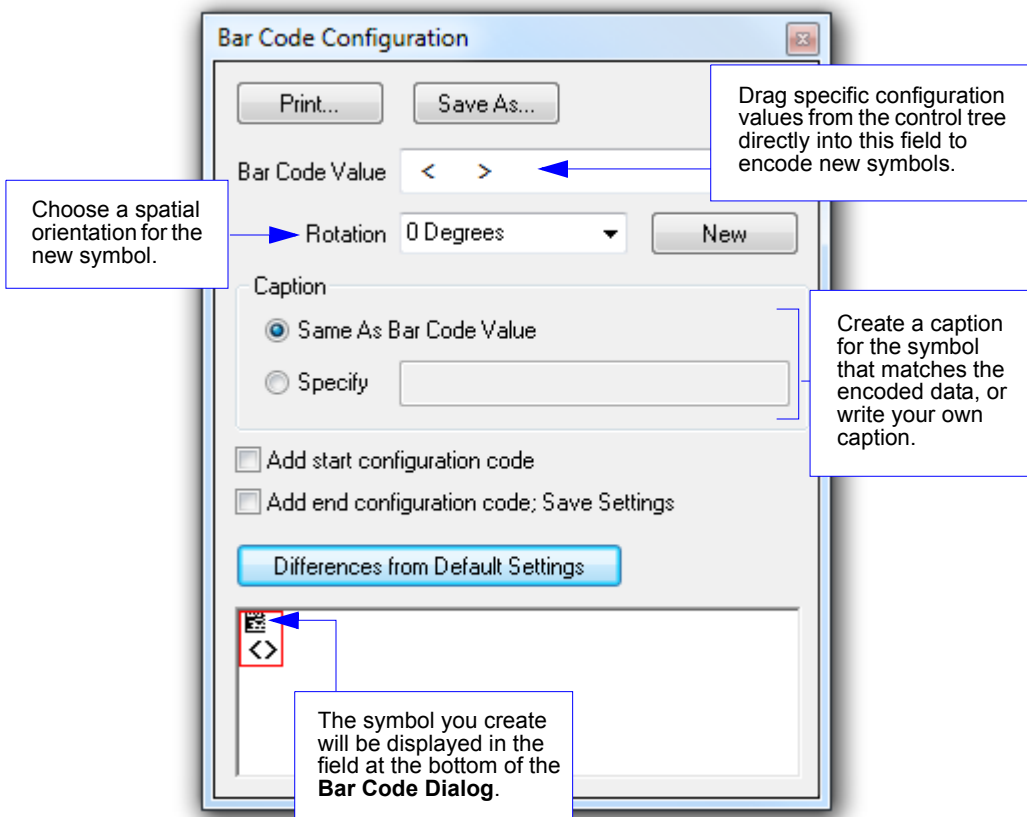 Bar Code Configuration
Print...
Save As...
Drag specific configuration
values from the control tree
directly into this field to
encode new symbols.
Bar Code Value
< >
Choose a spatial
orientation for the
new symbol.
Rotation
0 Degrees
New
Caption
Same As Bar Code Value
Specify
Create a caption
for the symbol
that matches the
encoded data, or
write your own
caption.
Add start configuration code
Add end configuration code; Save Settings
Differences from Default Settings
<>
The symbol you create
will be displayed in the
field at the bottom of the
Bar Code Dialog.